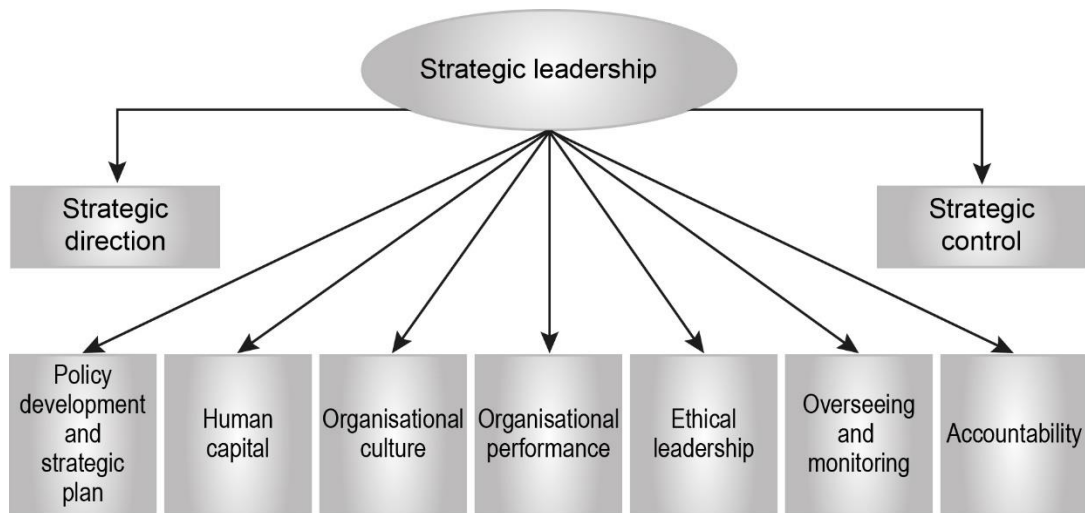 Strategic leadership
Strategic
direction
Strategic
control
Policy
development
and
strategic
plan
Human
capital
Organisational
culture
Organisational
performance
Ethical
leadership
Overseeing
and
monitoring
Accountability